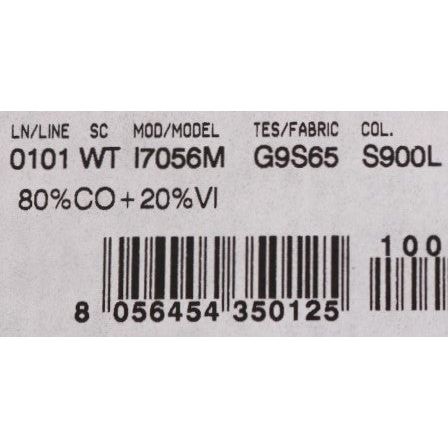 LN/LINE SC MOD/MODEL TES/FABRIC COL.
0101 WT I7056M G9S65 S900L
80%CO+20%VI
100
8 056454 350125